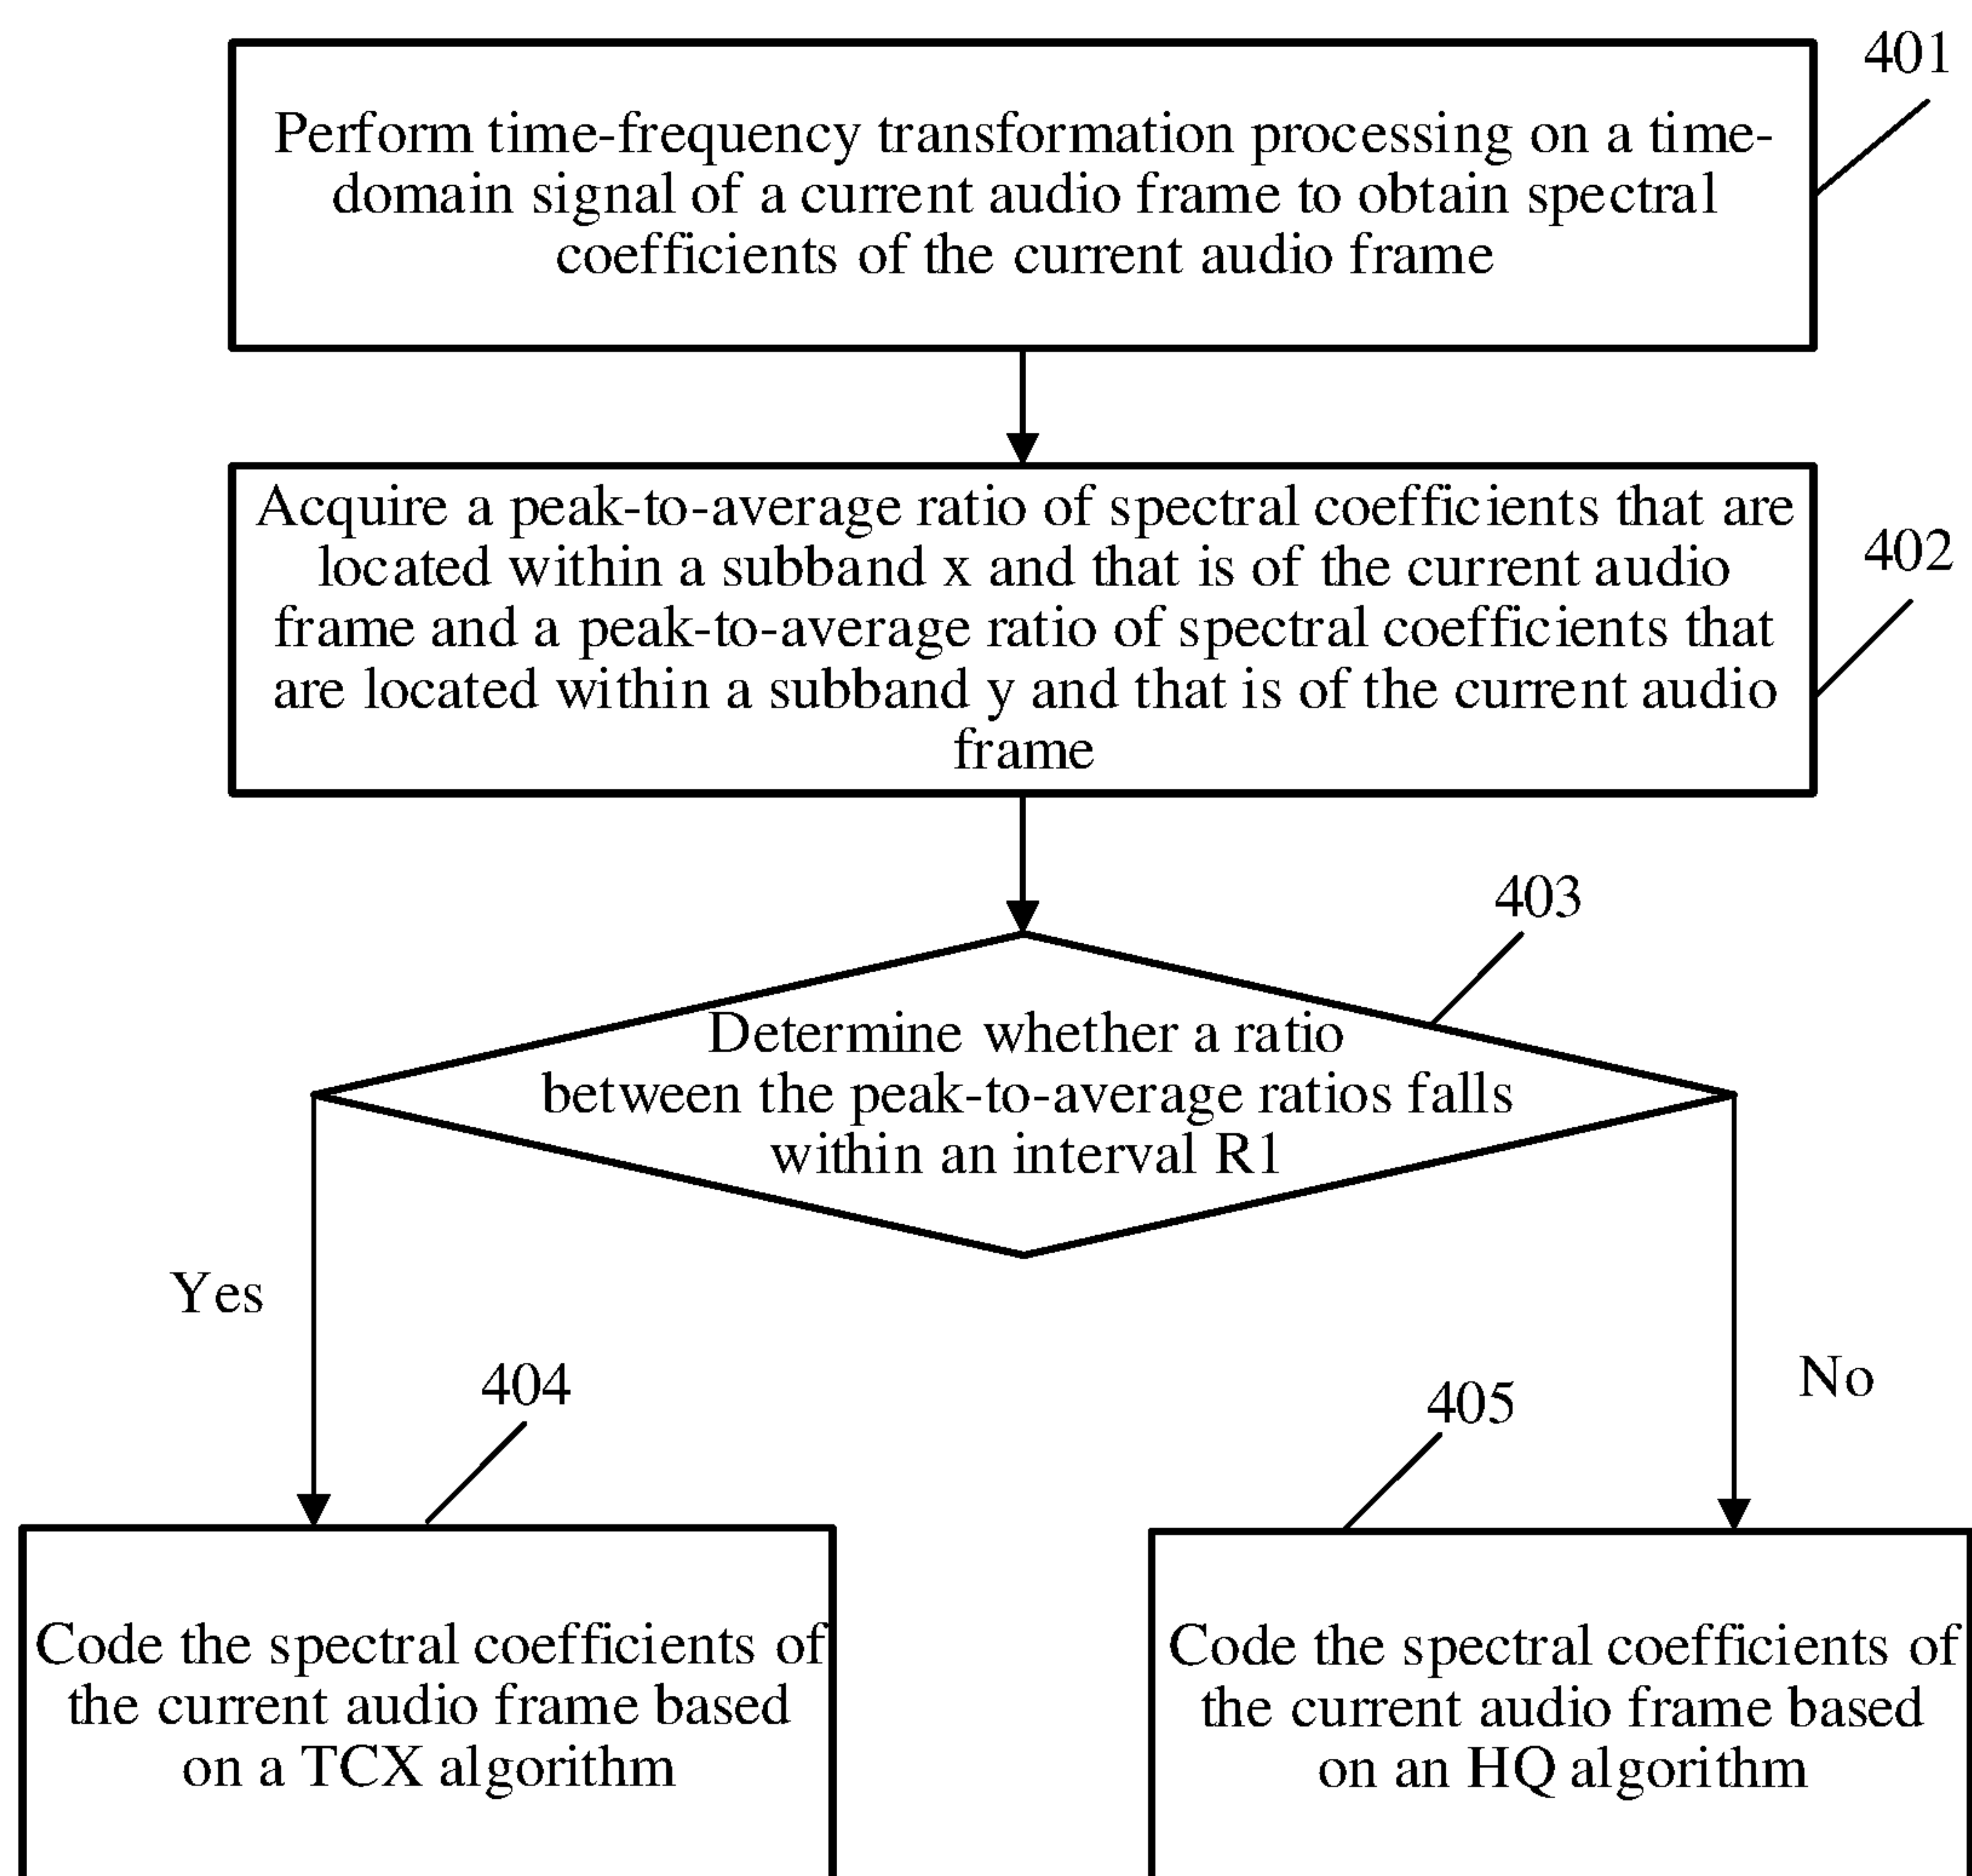 401
Perform time-frequency transformation processing on a time-
domain signal of a current audio frame to obtain spectral
coefficients of the current audio frame
Acquire a peak-to-average ratio of spectral coefficients that are
located within a subband x and that is of the current audio
frame and a peak-to-average ratio of spectral coefficients that
are located within a subband y and that is of the current audio
frame
402
403
Determine whether a ratio
between the peak-to-average ratios falls
within an interval R1
Yes
No
404
405
Code the spectral coefficients of
the current audio frame based
on a TCX algorithm
Code the spectral coefficients of
the current audio frame based
on an HQ algorithm